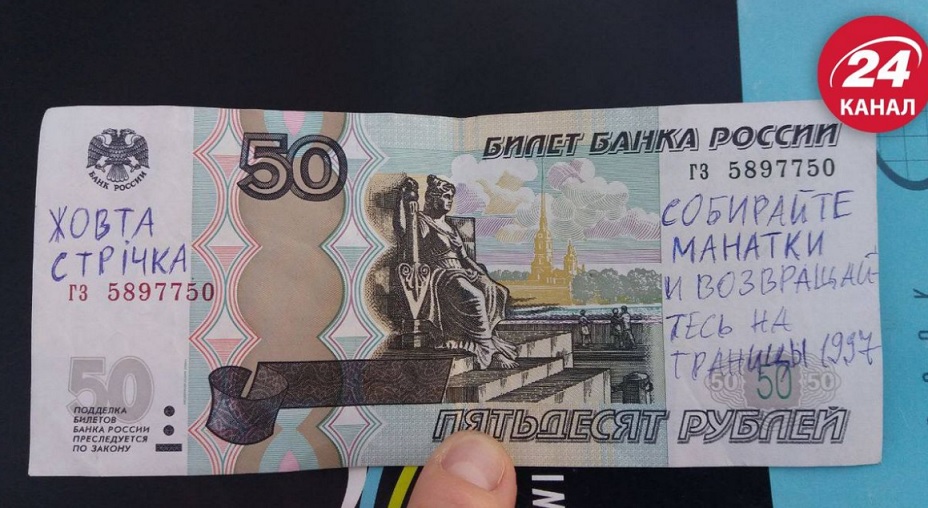 24
КАНАЛ
БАНК РОССИИ
50
БИЛЕТ БАНКА РОССИИ
гз 5897750
ЖОВТА
СТРІЧКА
гз 5897750
СОБИРАЙТЕ
МАНАТКИ
И ВОЗВРАЩАЙ-
ТЕСЬ НА
ГРАНИЦЫ 1997
50
ПОДДЕЛКА
БИЛЕТОВ
БАНКА РОССИИ
ПРЕСЛЕДУЕТСЯ
ПО ЗАКОНУ
50 50 50
ПЯТЬДЕСЯТ РУБЛЕЙ
IN